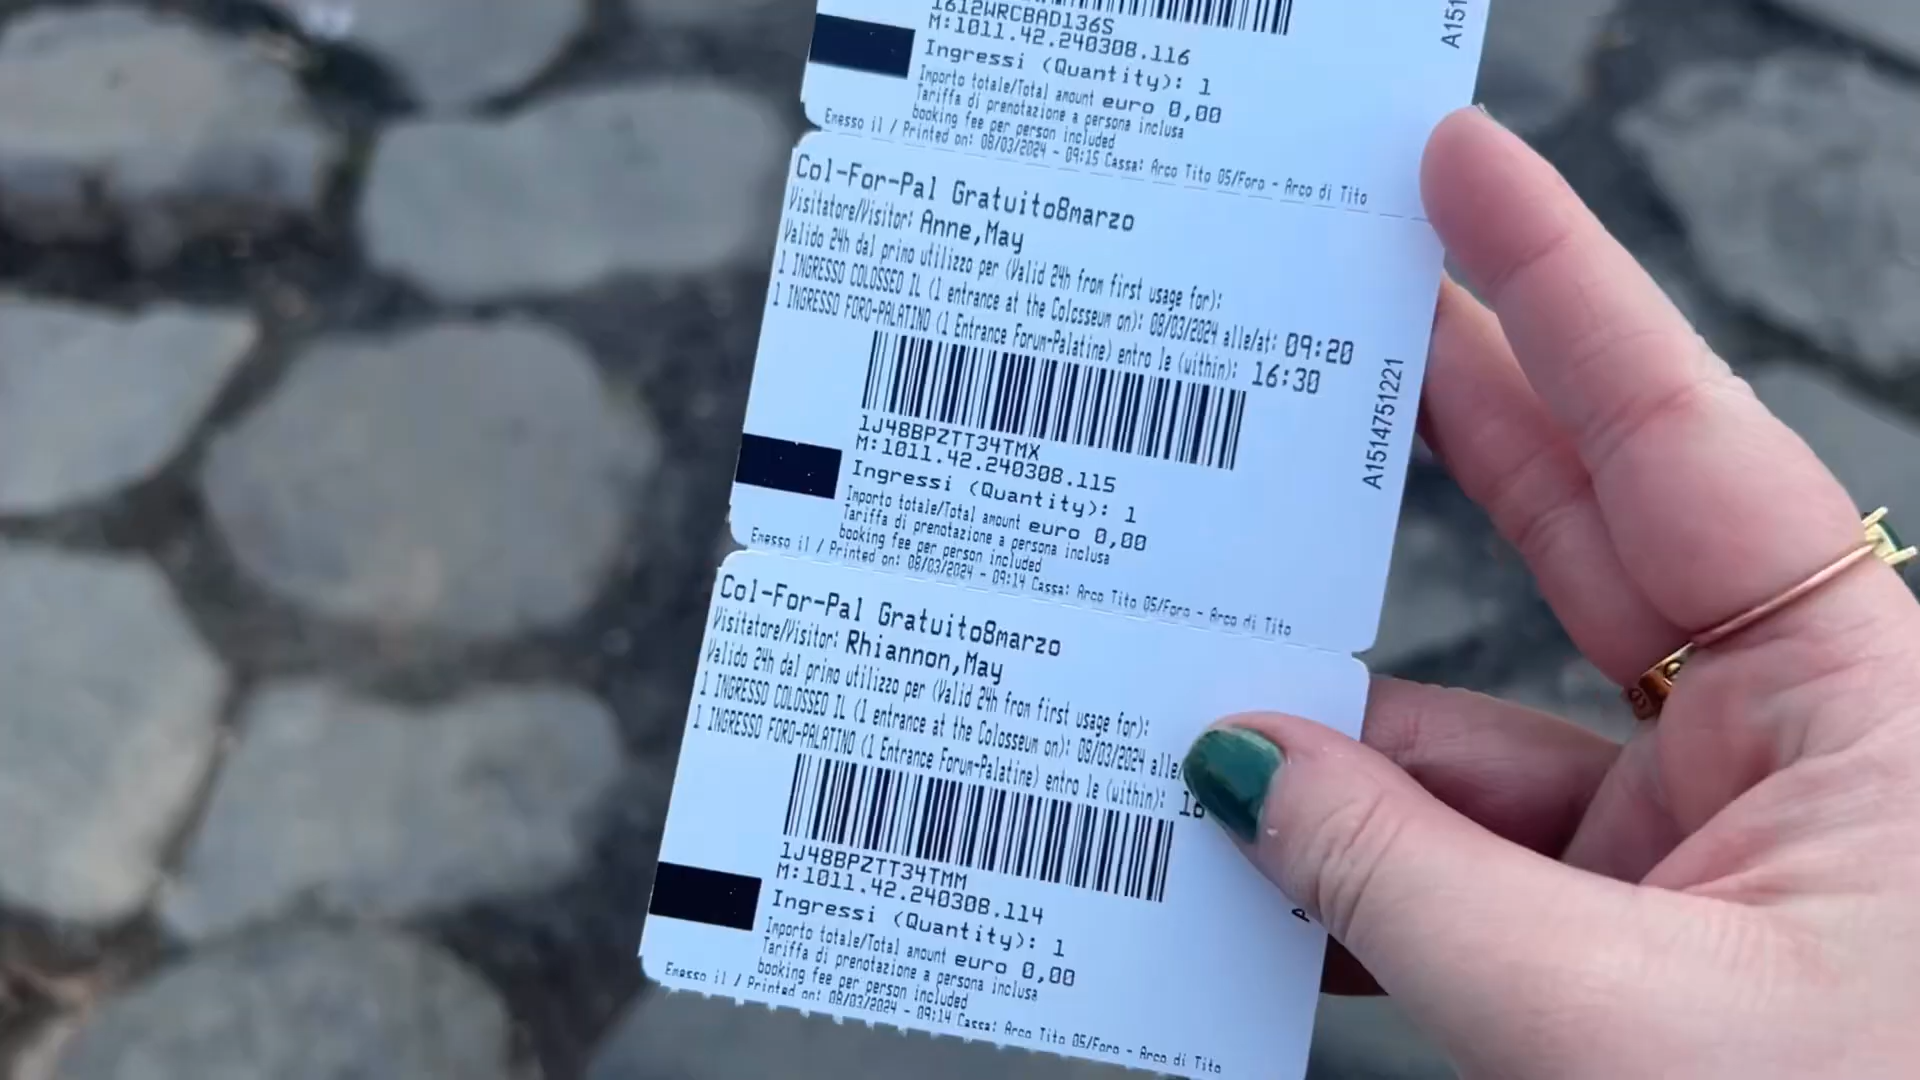 1612WRCBAD136S
M:1011.42.240308.116
Ingressi (Quantity): 1
Importo totale/Total amount euro 0,00
Tariffa di prenotazione a persona inclusa
booking fee per person included
Emesso il / Printed on: 08/03/2024 - 09:15 Cassa: Arco Tito 05/Foro - Arco di Tito
A151
Col-For-Pal Gratuito8marzo
Visitatore/Visitor: Anne,May
Valido 24h dal primo utilizzo per (Valid 24h from first usage for):
1 INGRESSO COLOSSEO IL (1 entrance at the Colosseum on): 08/03/2024 alle/at: 09:20
1 INGRESSO FORO-PALATINO (1 Entrance Forum-Palatine) entro le (within): 16:30
1J48BPZTT34TMX
M:1011.42.240308.115
Ingressi (Quantity): 1
Importo totale/Total amount euro 0,00
Tariffa di prenotazione a persona inclusa
booking fee per person included
Emesso il / Printed on: 08/03/2024 - 09:14 Cassa: Arco Tito 05/Foro - Arco di Tito
A1514751221
Col-For-Pal Gratuito8marzo
Visitatore/Visitor: Rhiannon,May
Valido 24h dal primo utilizzo per (Valid 24h from first usage for):
1 INGRESSO COLOSSEO IL (1 entrance at the Colosseum on): 08/03/2024 alle
1 INGRESSO FORO-PALATINO (1 Entrance Forum-Palatine) entro le (within): 16
1J48BPZTT34TMM
M:1011.42.240308.114
Ingressi (Quantity): 1
Importo totale/Total amount euro 0,00
Tariffa di prenotazione a persona inclusa
booking fee per person included
Emesso il / Printed on: 08/03/2024 - 09:14 Cassa: Arco Tito 05/Foro - Arco di Tito